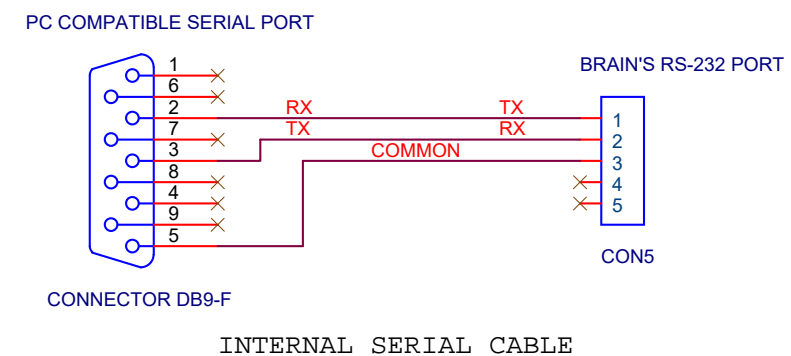 PC COMPATIBLE SERIAL PORT
BRAIN'S RS-232 PORT
1
6
2
7
3
8
4
9
5
RX
TX
TX
RX
COMMON
1
2
3
4
5
CON5
CONNECTOR DB9-F
INTERNAL SERIAL CABLE